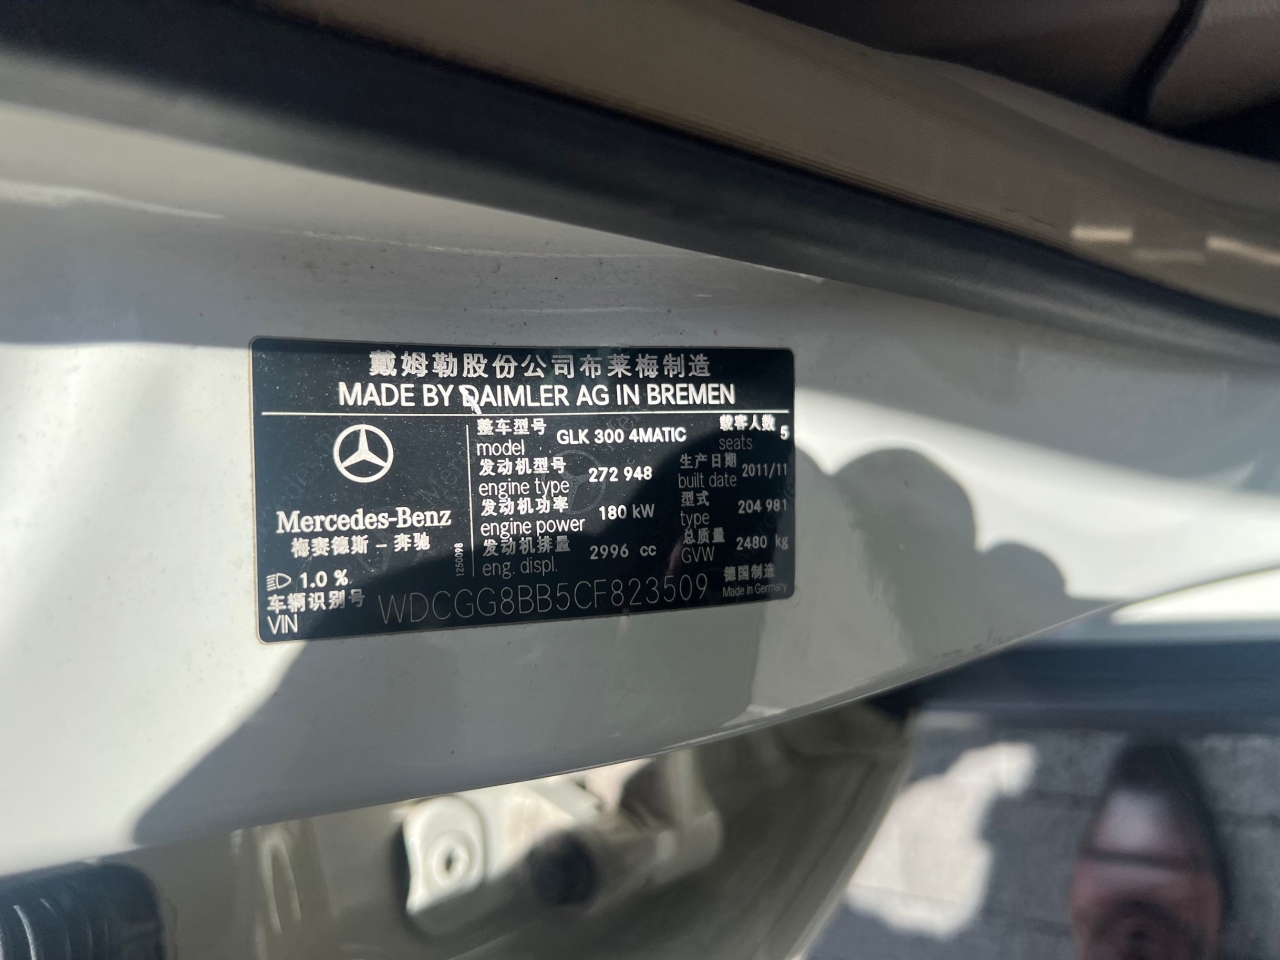 戴姆勒股份公司布莱梅制造
MADE BY DAIMLER AG IN BREMEN
整车型号 model GLK 300 4MATIC
载客人数 seats 5
发动机型号 engine type 272 948
生产日期 built date 2011/11
发动机功率 engine power 180 kW
型式 type 204 981
发动机排量 eng. displ. 2996 cc
总质量 GVW 2480 kg
Mercedes-Benz
梅赛德斯 – 奔驰
1250098
1.0 %
车辆识别号
VIN
WDCGG8BB5CF823509
德国制造
Made in Germany